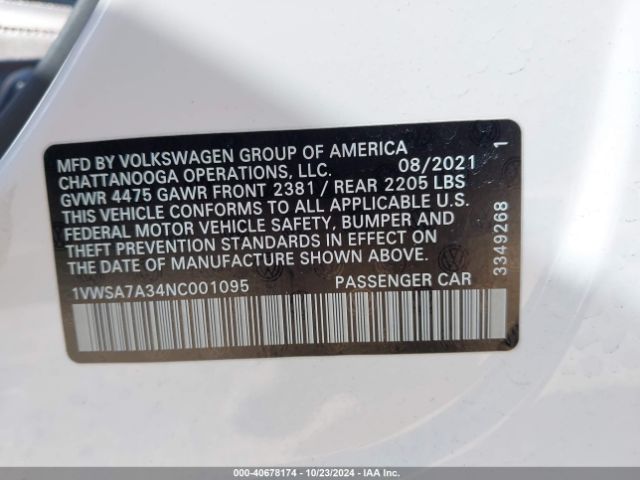 MFD BY VOLKSWAGEN GROUP OF AMERICA
CHATTANOOGA OPERATIONS, LLC. 08/2021 1
GVWR 4475 GAWR FRONT 2381 / REAR 2205 LBS
THIS VEHICLE CONFORMS TO ALL APPLICABLE U.S.
FEDERAL MOTOR VEHICLE SAFETY, BUMPER AND
THEFT PREVENTION STANDARDS IN EFFECT ON
THE DATE OF MANUFACTURE SHOWN ABOVE.
1VWSA7A34NC001095 PASSENGER CAR
3349268
000-40678174 - 10/23/2024 - IAAI.com